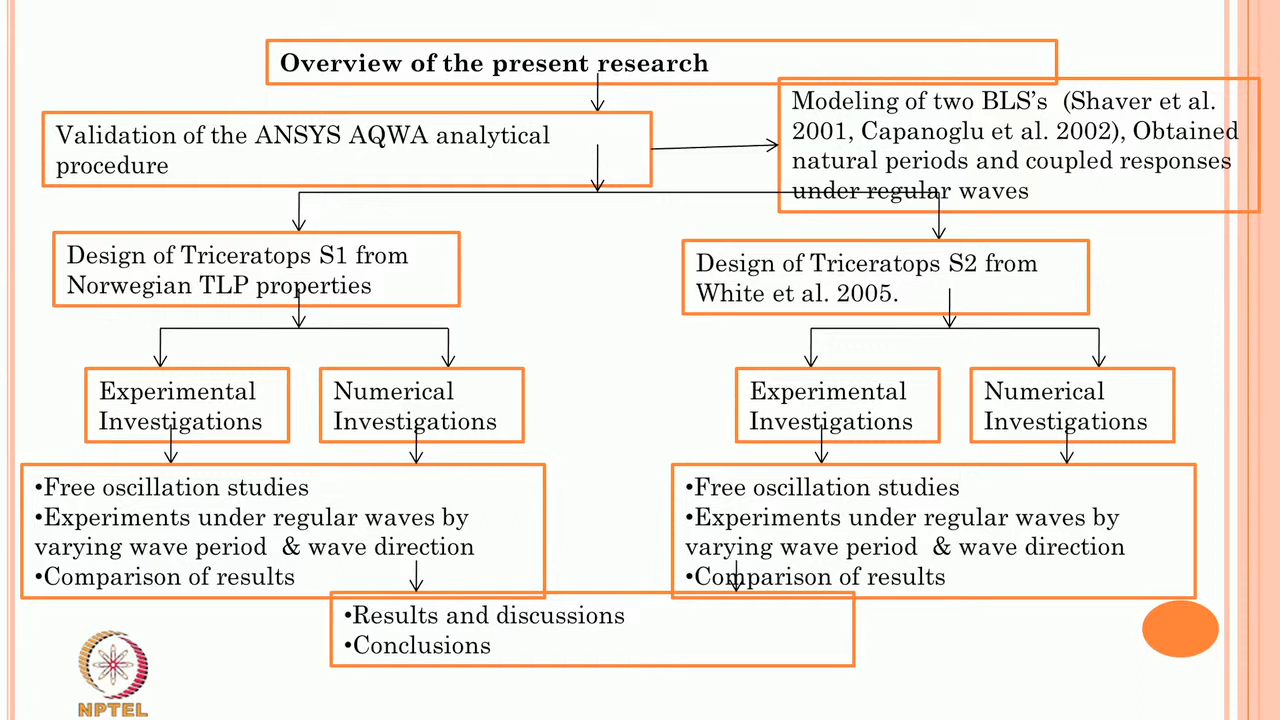 Overview of the present research
Modeling of two BLS’s (Shaver et al.
2001, Capanoglu et al. 2002), Obtained
natural periods and coupled responses
under regular waves
Validation of the ANSYS AQWA analytical
procedure
Design of Triceratops S1 from
Norwegian TLP properties
Design of Triceratops S2 from
White et al. 2005.
Experimental
Investigations
Numerical
Investigations
Experimental
Investigations
Numerical
Investigations
•Free oscillation studies
•Experiments under regular waves by
varying wave period & wave direction
•Comparison of results
•Free oscillation studies
•Experiments under regular waves by
varying wave period & wave direction
•Comparison of results
•Results and discussions
•Conclusions
NPTEL